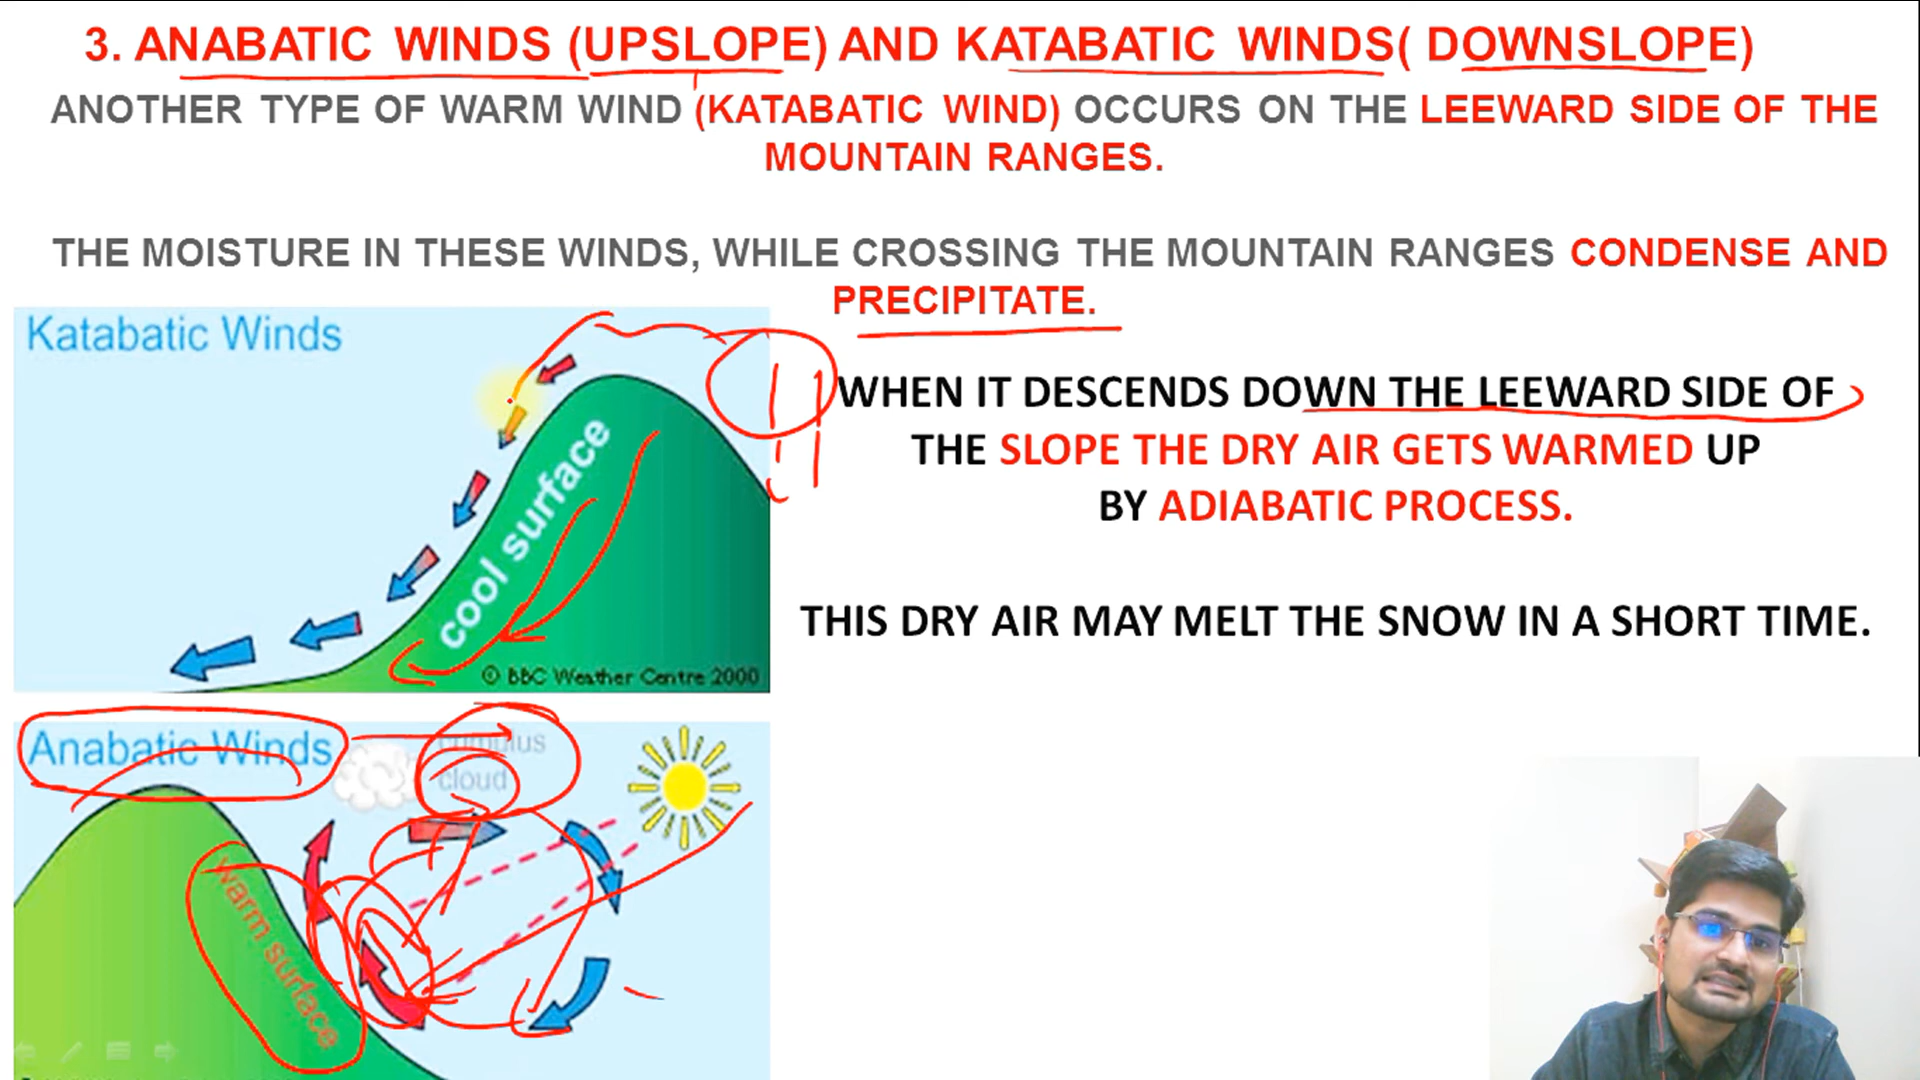 3. ANABATIC WINDS (UPSLOPE) AND KATABATIC WINDS( DOWNSLOPE)
ANOTHER TYPE OF WARM WIND (KATABATIC WIND) OCCURS ON THE LEEWARD SIDE OF THE
MOUNTAIN RANGES.
THE MOISTURE IN THESE WINDS, WHILE CROSSING THE MOUNTAIN RANGES CONDENSE AND
PRECIPITATE.
Katabatic Winds
cool surface
© BBC Weather Centre 2000
WHEN IT DESCENDS DOWN THE LEEWARD SIDE OF
THE SLOPE THE DRY AIR GETS WARMED UP
BY ADIABATIC PROCESS.
THIS DRY AIR MAY MELT THE SNOW IN A SHORT TIME.
Anabatic Winds
cumulus
cloud
warm surface